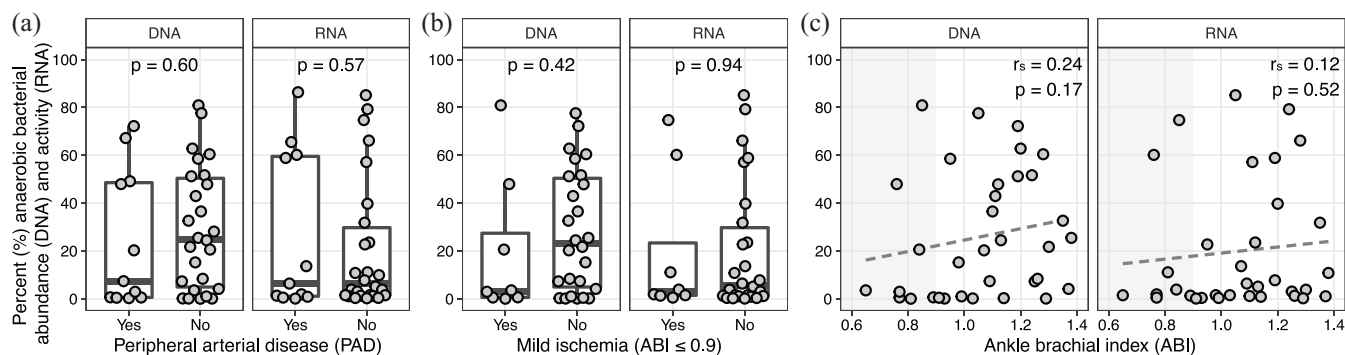 (a)
DNA
RNA
p = 0.60
p = 0.57
Percent (%) anaerobic bacterial
abundance (DNA) and activity (RNA)
100
80
60
40
20
0
Yes
No
Yes
No
Peripheral arterial disease (PAD)
(b)
DNA
RNA
p = 0.42
p = 0.94
100
80
60
40
20
0
Yes
No
Yes
No
Mild ischemia (ABI ≤ 0.9)
(c)
DNA
RNA
rs = 0.24
p = 0.17
rs = 0.12
p = 0.52
100
80
60
40
20
0
0.6
0.8
1.0
1.2
1.4
0.6
0.8
1.0
1.2
1.4
Ankle brachial index (ABI)